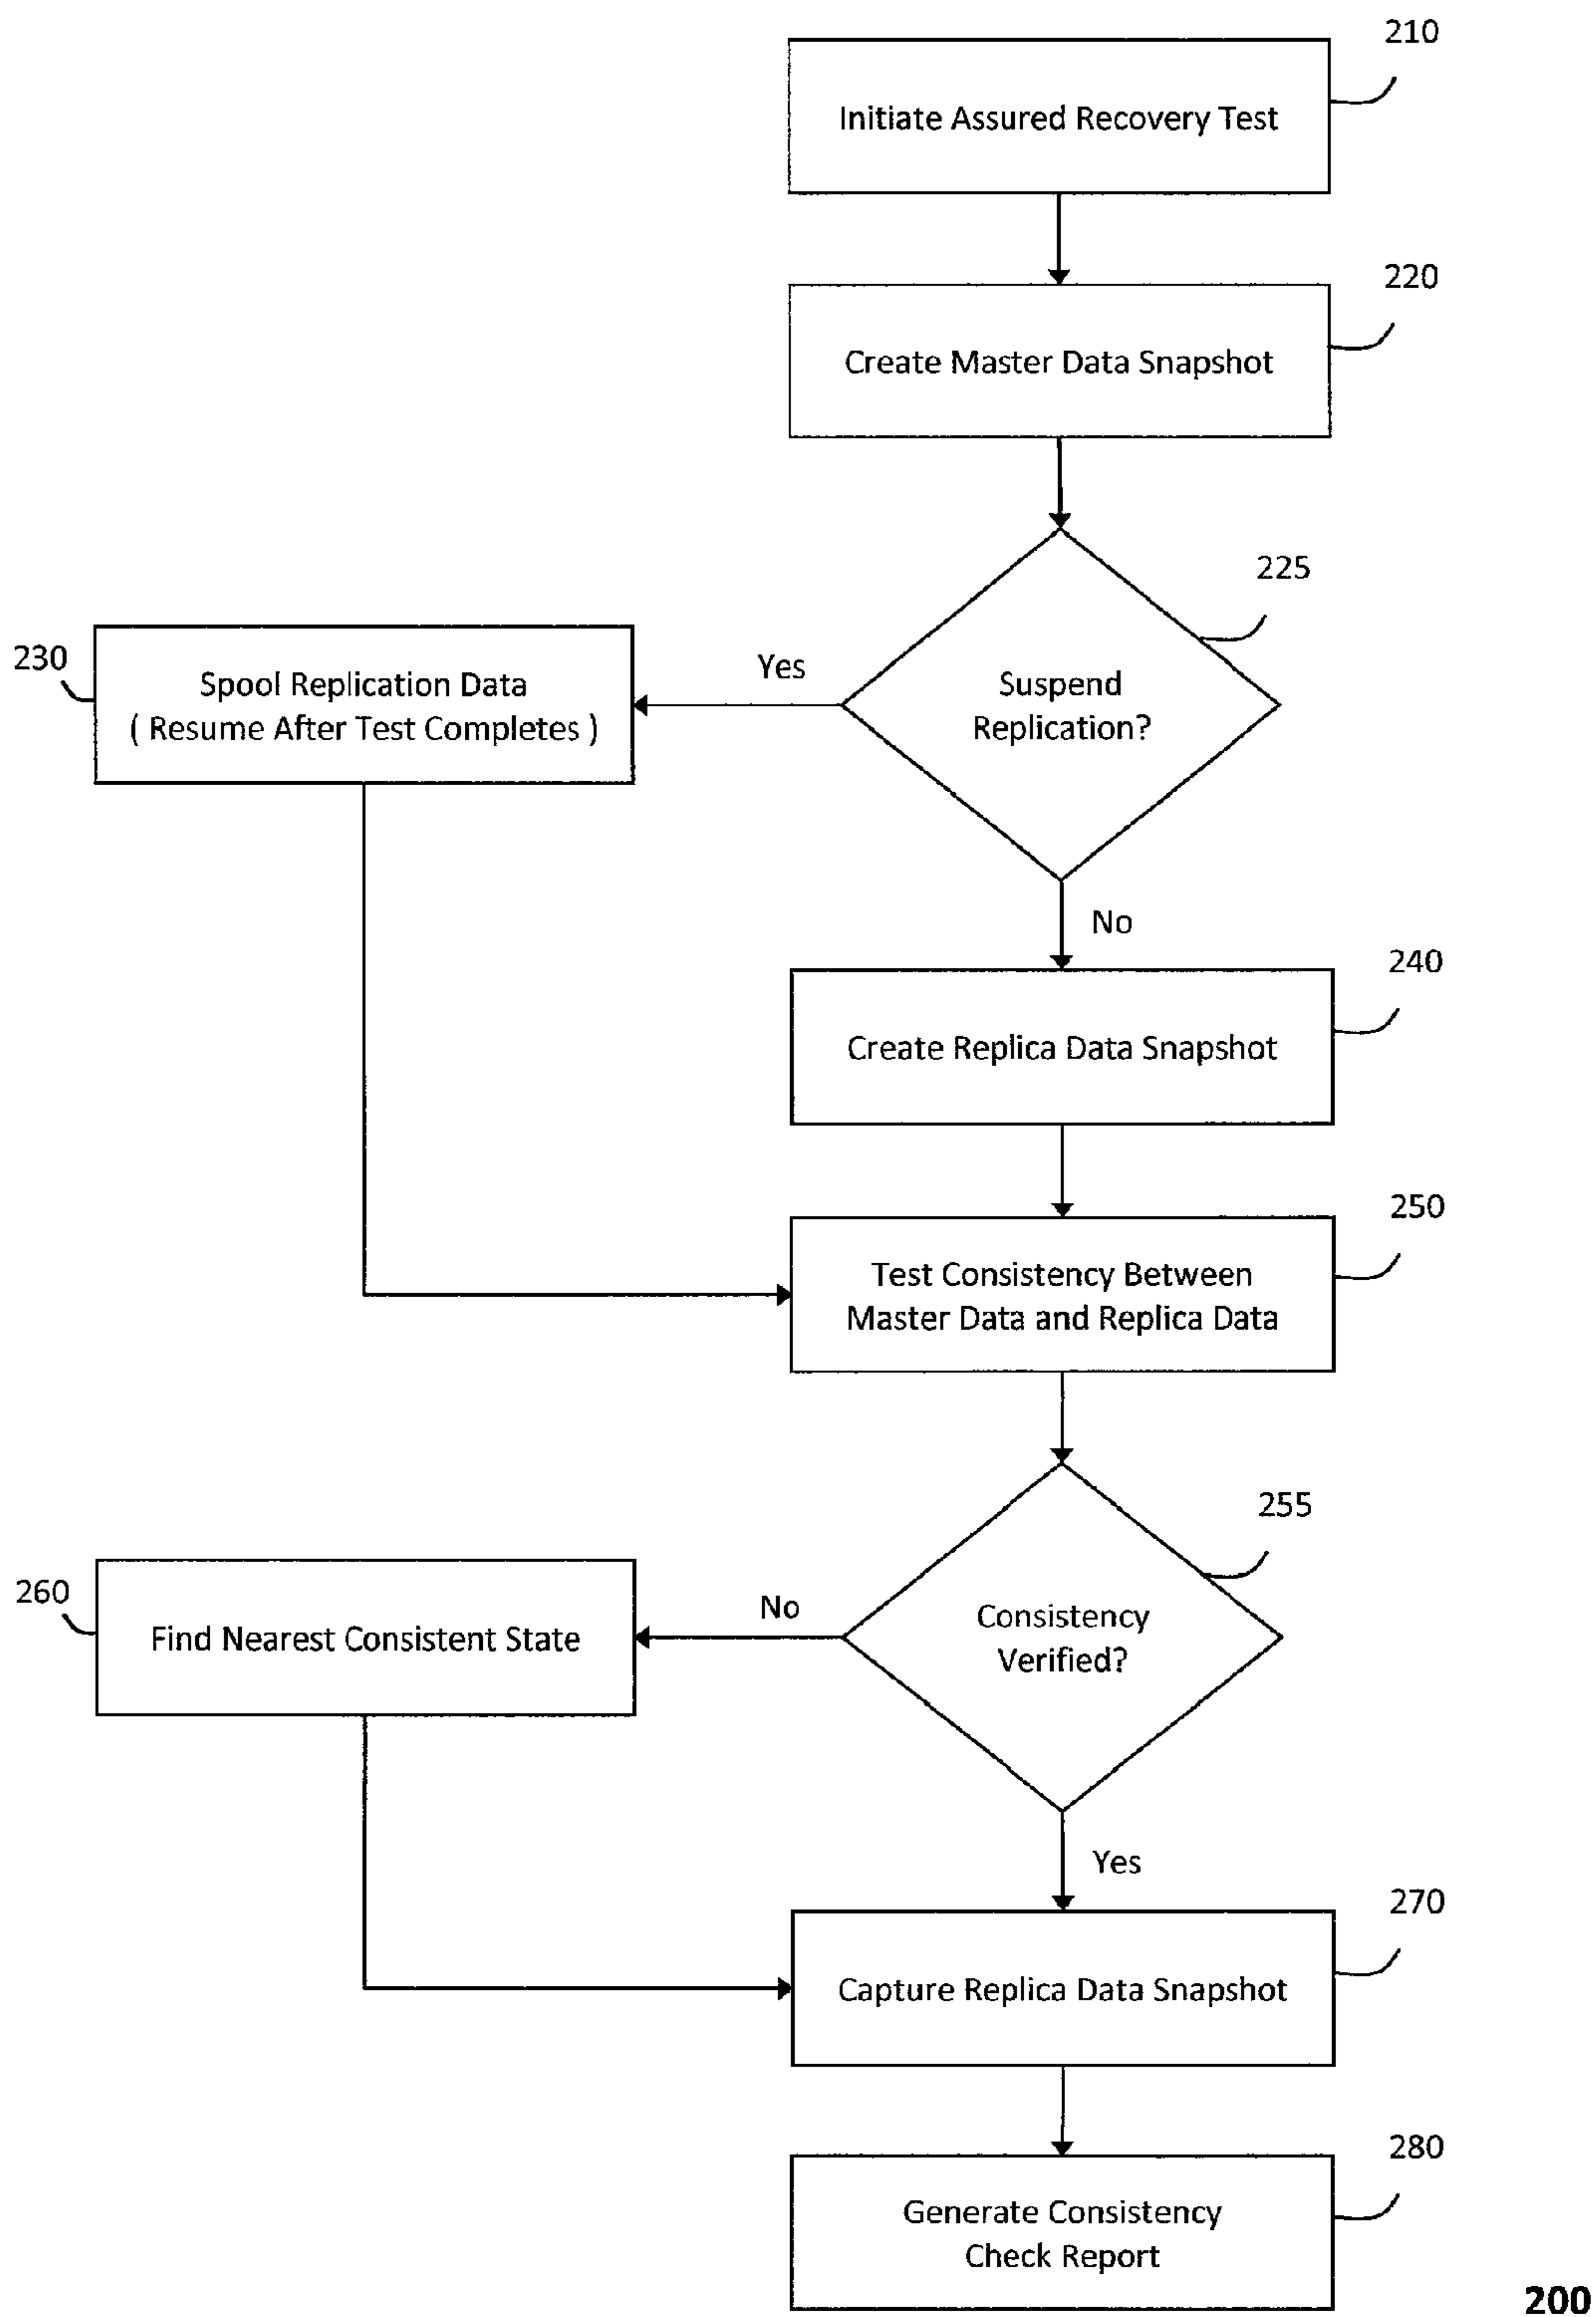 210
Initiate Assured Recovery Test
220
Create Master Data Snapshot
225
230
Yes
Spool Replication Data
( Resume After Test Completes )
Suspend
Replication?
No
240
Create Replica Data Snapshot
250
Test Consistency Between
Master Data and Replica Data
255
260
No
Find Nearest Consistent State
Consistency
Verified?
Yes
270
Capture Replica Data Snapshot
280
Generate Consistency
Check Report
200